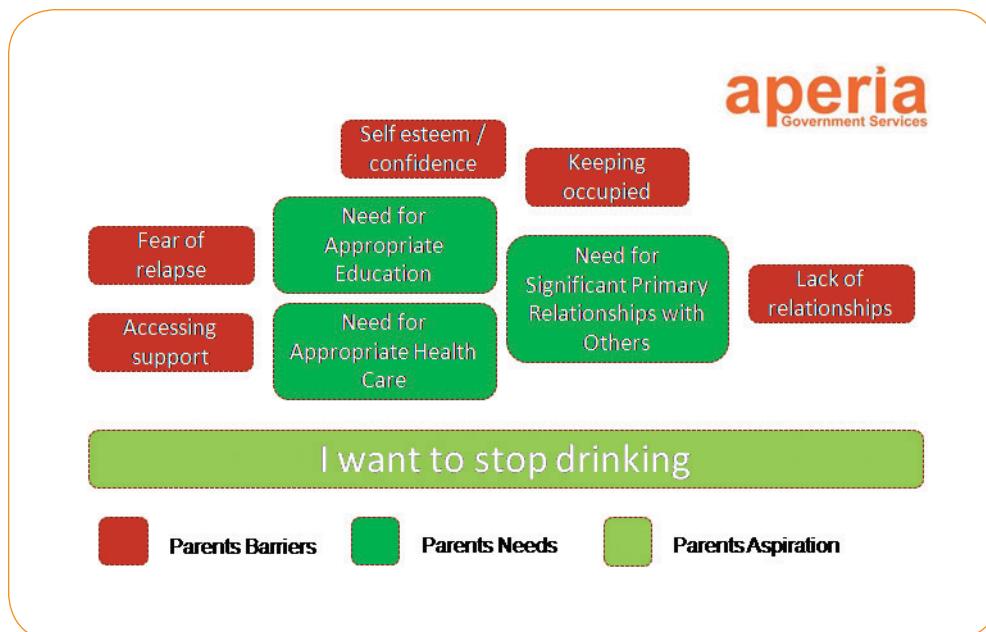 aperia
Government Services
Self esteem /
confidence
Keeping
occupied
Need for
Appropriate
Education
Fear of
relapse
Need for
Significant Primary
Relationships with
Others
Lack of
relationships
Accessing
support
Need for
Appropriate Health
Care
I want to stop drinking
Parents Barriers
Parents Needs
Parents Aspiration